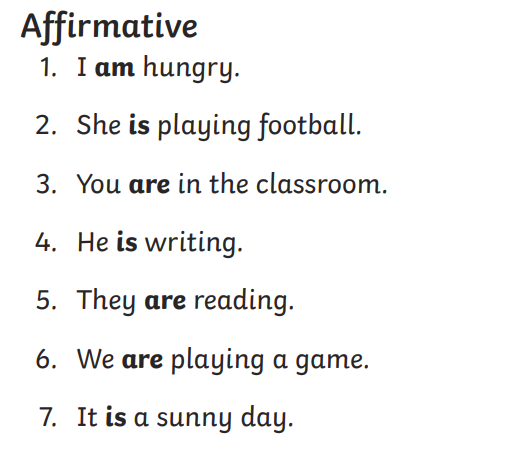 Affirmative
1. I am hungry.
2. She is playing football.
3. You are in the classroom.
4. He is writing.
5. They are reading.
6. We are playing a game.
7. It is a sunny day.